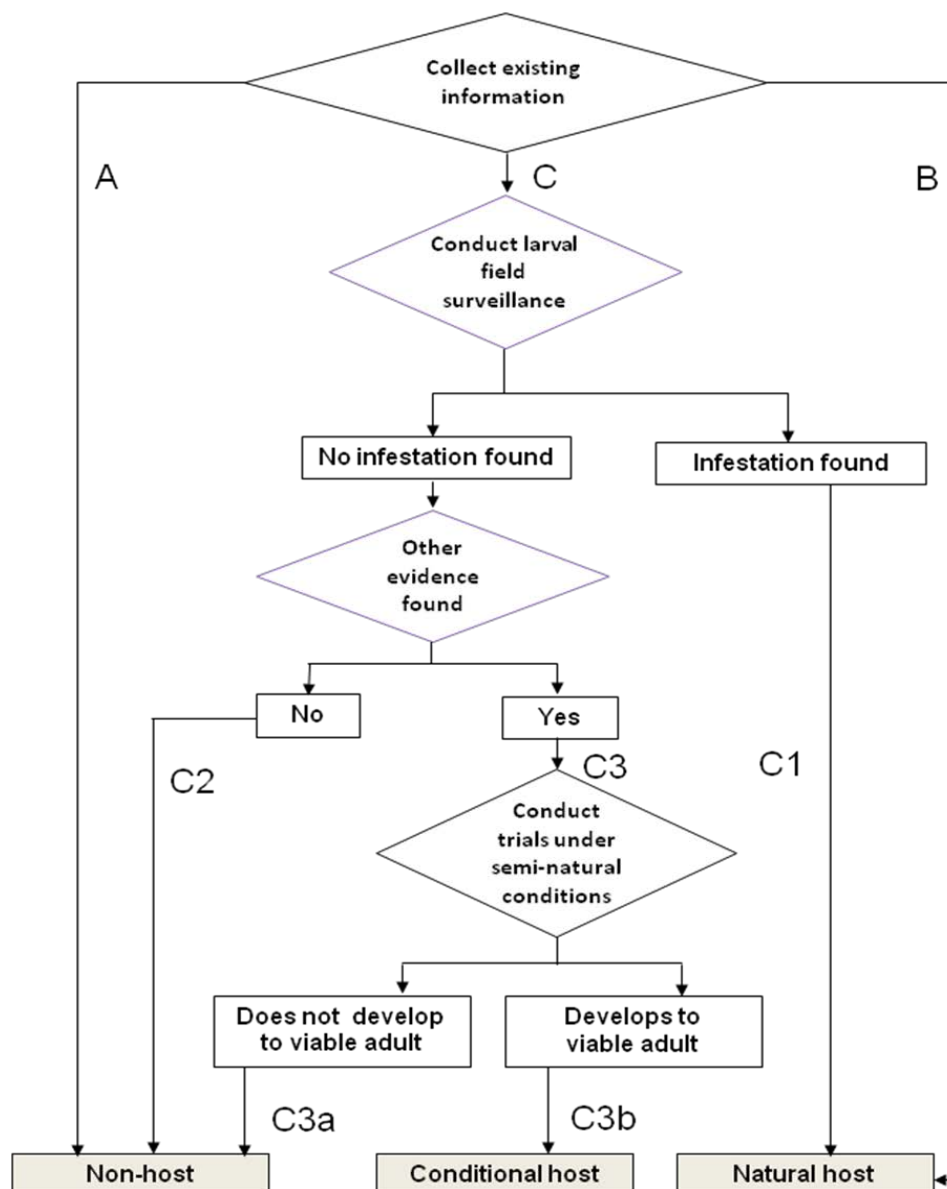 Collect existing
information
A
C
B
Conduct larval
field
surveillance
No infestation found
Infestation found
Other
evidence
found
No
Yes
C2
C3
C1
Conduct
trials under
semi-natural
conditions
Does not develop
to viable adult
Develops to
viable adult
C3a
C3b
Non-host
Conditional host
Natural host